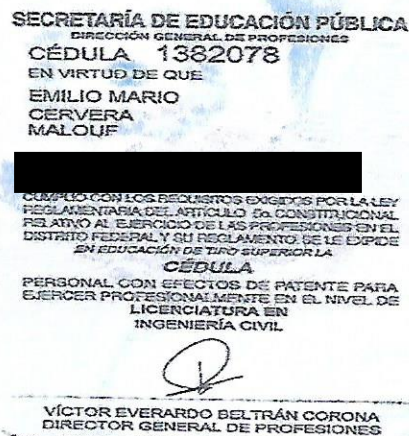 SECRETARÍA DE EDUCACIÓN PÚBLICA
DIRECCIÓN GENERAL DE PROFESIONES
CÉDULA 1382078
EN VIRTUD DE QUE
EMILIO MARIO
CERVERA
MALOUF
CUMPLIO CON LOS REQUISITOS EXIGIDOS POR LA LEY
REGLAMENTARIA DEL ARTÍCULO 5o. CONSTITUCIONAL
RELATIVO AL EJERCICIO DE LAS PROFESIONES EN EL
DISTRITO FEDERAL Y SU REGLAMENTO, SE LE EXPIDE
EN EDUCACIÓN DE TIPO SUPERIOR LA
CÉDULA
PERSONAL CON EFECTOS DE PATENTE PARA
EJERCER PROFESIONALMENTE EN EL NIVEL DE
LICENCIATURA EN
INGENIERÍA CIVIL
VÍCTOR EVERARDO BELTRÁN CORONA
DIRECTOR GENERAL DE PROFESIONES